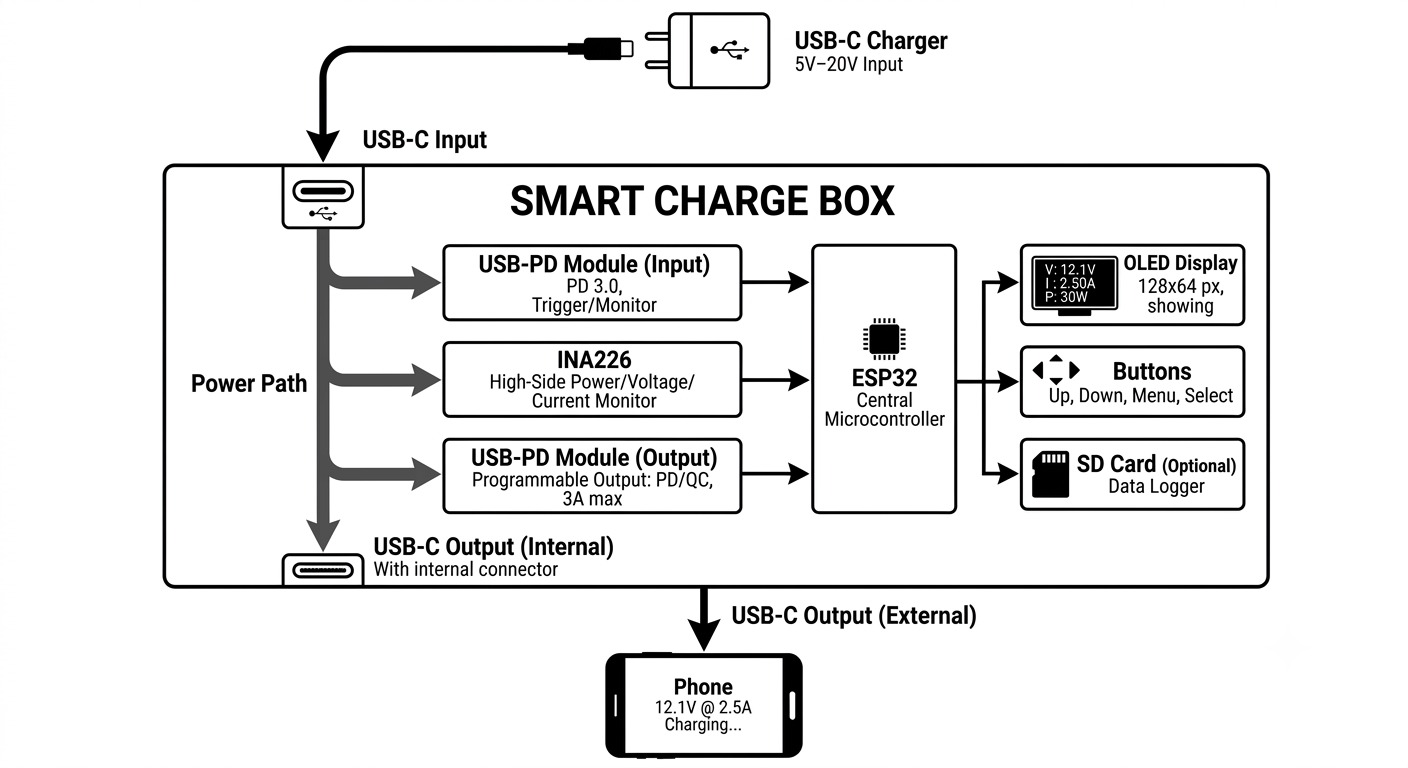 USB-C Charger
5V–20V Input
USB-C Input
SMART CHARGE BOX
USB-PD Module (Input)
PD 3.0,
Trigger/Monitor
INA226
High-Side Power/Voltage/
Current Monitor
USB-PD Module (Output)
Programmable Output: PD/QC,
3A max
Power Path
ESP32
Central
Microcontroller
V: 12.1V
I : 2.50A
P: 30W
OLED Display
128x64 px,
showing
Buttons
Up, Down, Menu, Select
SD Card (Optional)
Data Logger
USB-C Output (Internal)
With internal connector
USB-C Output (External)
Phone
12.1V @ 2.5A
Charging...